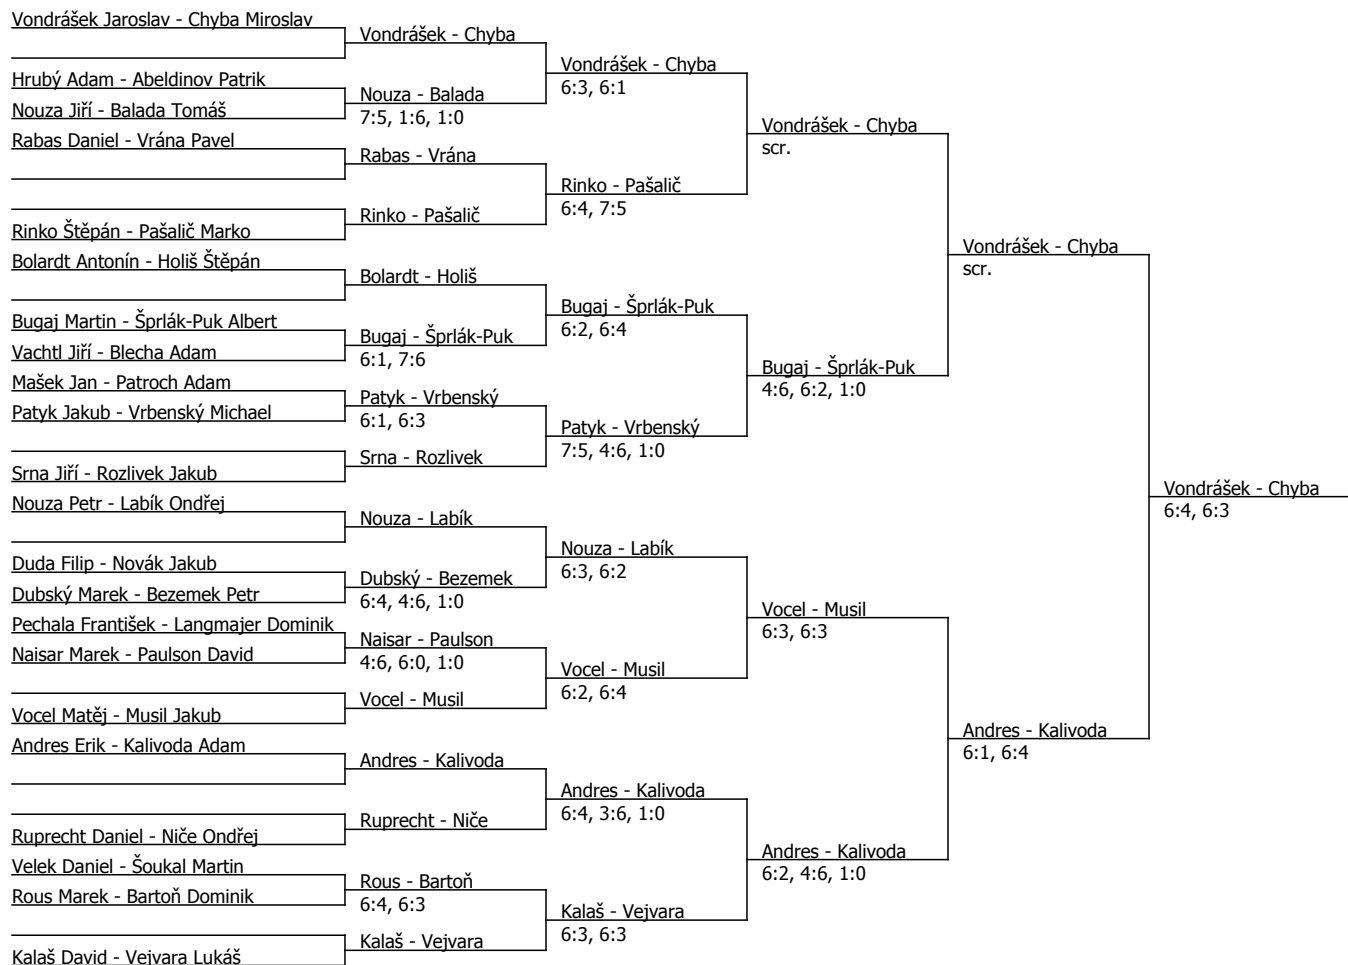 Vondrášek Jaroslav - Chyba Miroslav
Hrubý Adam - Abeldinov Patrik
Nouza Jiří - Balada Tomáš
Rabas Daniel - Vrána Pavel
Rinko Štěpán - Pašalič Marko
Bolardt Antonín - Holiš Štěpán
Bugaj Martin - Šprlák-Puk Albert
Vachtl Jiří - Blecha Adam
Mašek Jan - Patroch Adam
Patyk Jakub - Vrbenský Michael
Srna Jiří - Rozlivek Jakub
Nouza Petr - Labík Ondřej
Duda Filip - Novák Jakub
Dubský Marek - Bezemek Petr
Pechala František - Langmajer Dominik
Naisar Marek - Paulson David
Vocel Matěj - Musil Jakub
Andres Erik - Kalivoda Adam
Ruprecht Daniel - Niče Ondřej
Velek Daniel - Šoukal Martin
Rous Marek - Bartoň Dominik
Kalaš David - Vejvara Lukáš
Vondrášek - Chyba
Nouza - Balada
7:5, 1:6, 1:0
Rabas - Vrána
Rinko - Pašalič
Bolardt - Holiš
Bugaj - Šprlák-Puk
6:1, 7:6
Patyk - Vrbenský
6:1, 6:3
Srna - Rozlivek
Nouza - Labík
Dubský - Bezemek
6:4, 4:6, 1:0
Naisar - Paulson
4:6, 6:0, 1:0
Vocel - Musil
Andres - Kalivoda
Ruprecht - Niče
Rous - Bartoň
6:4, 6:3
Kalaš - Vejvara
Vondrášek - Chyba
6:3, 6:1
Rinko - Pašalič
6:4, 7:5
Bugaj - Šprlák-Puk
6:2, 6:4
Patyk - Vrbenský
7:5, 4:6, 1:0
Nouza - Labík
6:3, 6:2
Vocel - Musil
6:2, 6:4
Andres - Kalivoda
6:4, 3:6, 1:0
Kalaš - Vejvara
6:3, 6:3
Vondrášek - Chyba
scr.
Bugaj - Šprlák-Puk
4:6, 6:2, 1:0
Vocel - Musil
6:3, 6:3
Andres - Kalivoda
6:2, 4:6, 1:0
Vondrášek - Chyba
scr.
Andres - Kalivoda
6:1, 6:4
Vondrášek - Chyba
6:4, 6:3